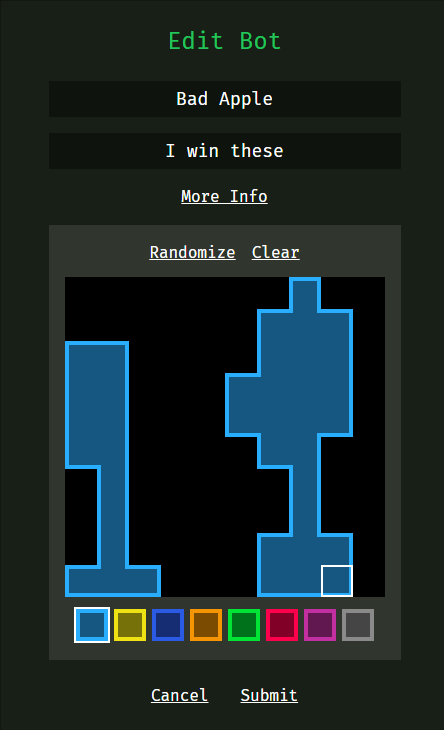 Edit Bot
Bad Apple
I win these
More Info
Randomize Clear
Cancel Submit